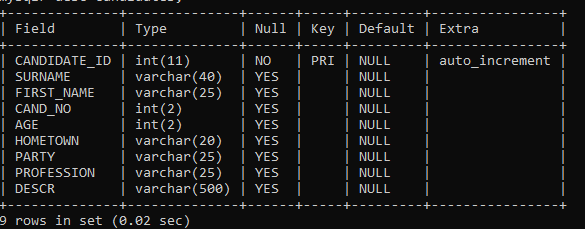 | Field | Type | Null | Key | Default | Extra |
| CANDIDATE_ID | int(11) | NO | PRI | NULL | auto_increment |
| SURNAME | varchar(40) | YES | | NULL | |
| FIRST_NAME | varchar(25) | YES | | NULL | |
| CAND_NO | int(2) | YES | | NULL | |
| AGE | int(2) | YES | | NULL | |
| HOMETOWN | varchar(20) | YES | | NULL | |
| PARTY | varchar(25) | YES | | NULL | |
| PROFESSION | varchar(25) | YES | | NULL | |
| DESCR | varchar(500) | YES | | NULL | |
9 rows in set (0.02 sec)